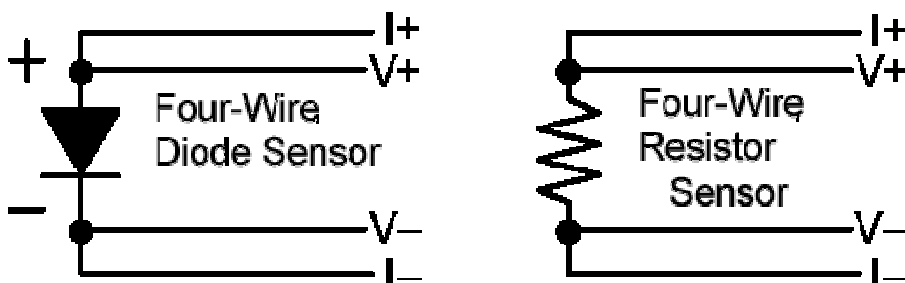 +
I+
V+
Four-Wire
Diode Sensor
−
V−
I−
I+
V+
Four-Wire
Resistor
Sensor
V−
I−